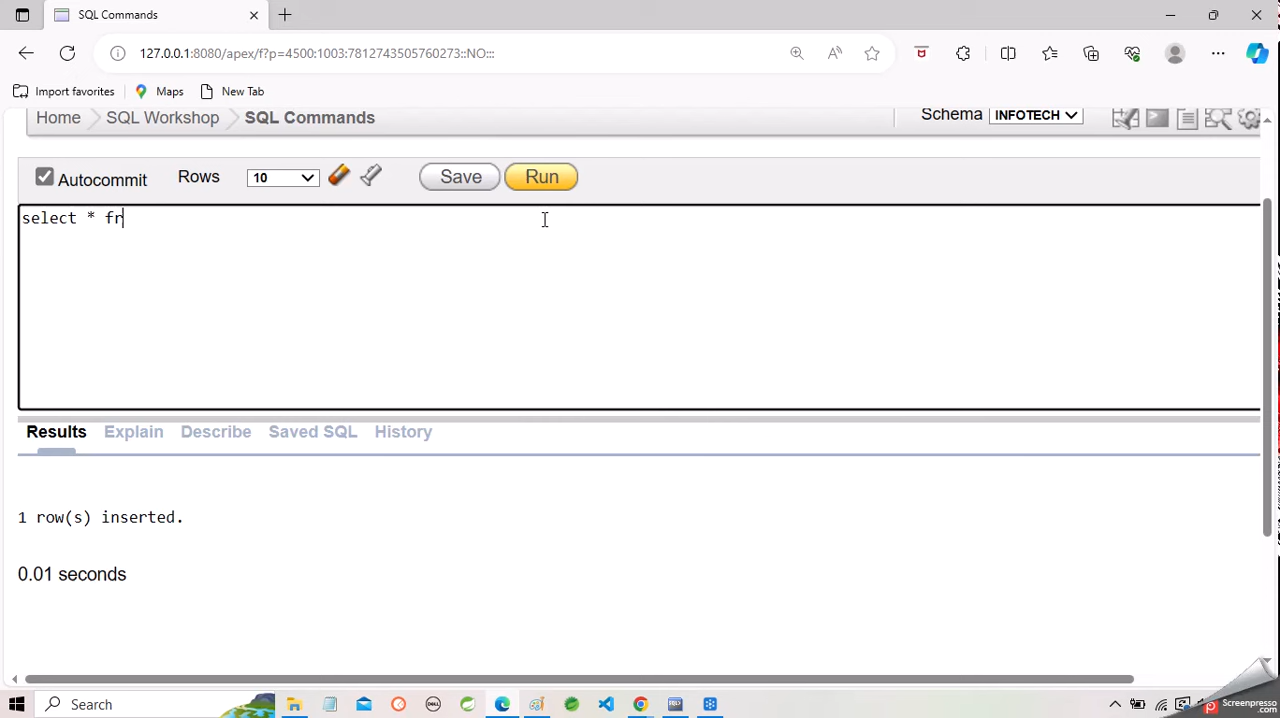 SQL Commands
127.0.0.1:8080/apex/f?p=4500:1003:7812743505760273::NO:::
Import favorites Maps New Tab
Home SQL Workshop SQL Commands Schema INFOTECH
Autocommit Rows 10 Save Run
select * fr
Results Explain Describe Saved SQL History
1 row(s) inserted.
0.01 seconds
Search
Screenpresso
.com